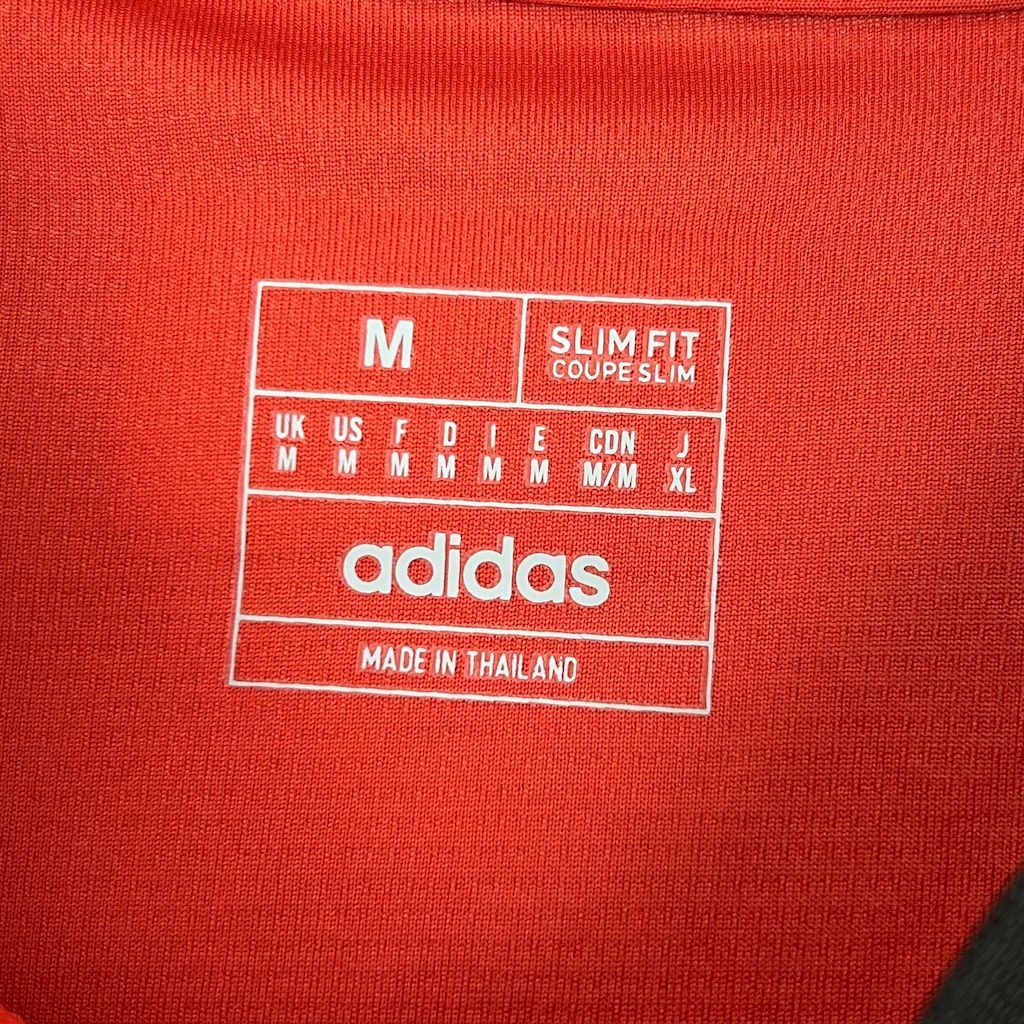 M
SLIM FIT
COUPE SLIM
UK US F D I E CDN J
M M M M M M M/M XL
adidas
MADE IN THAILAND